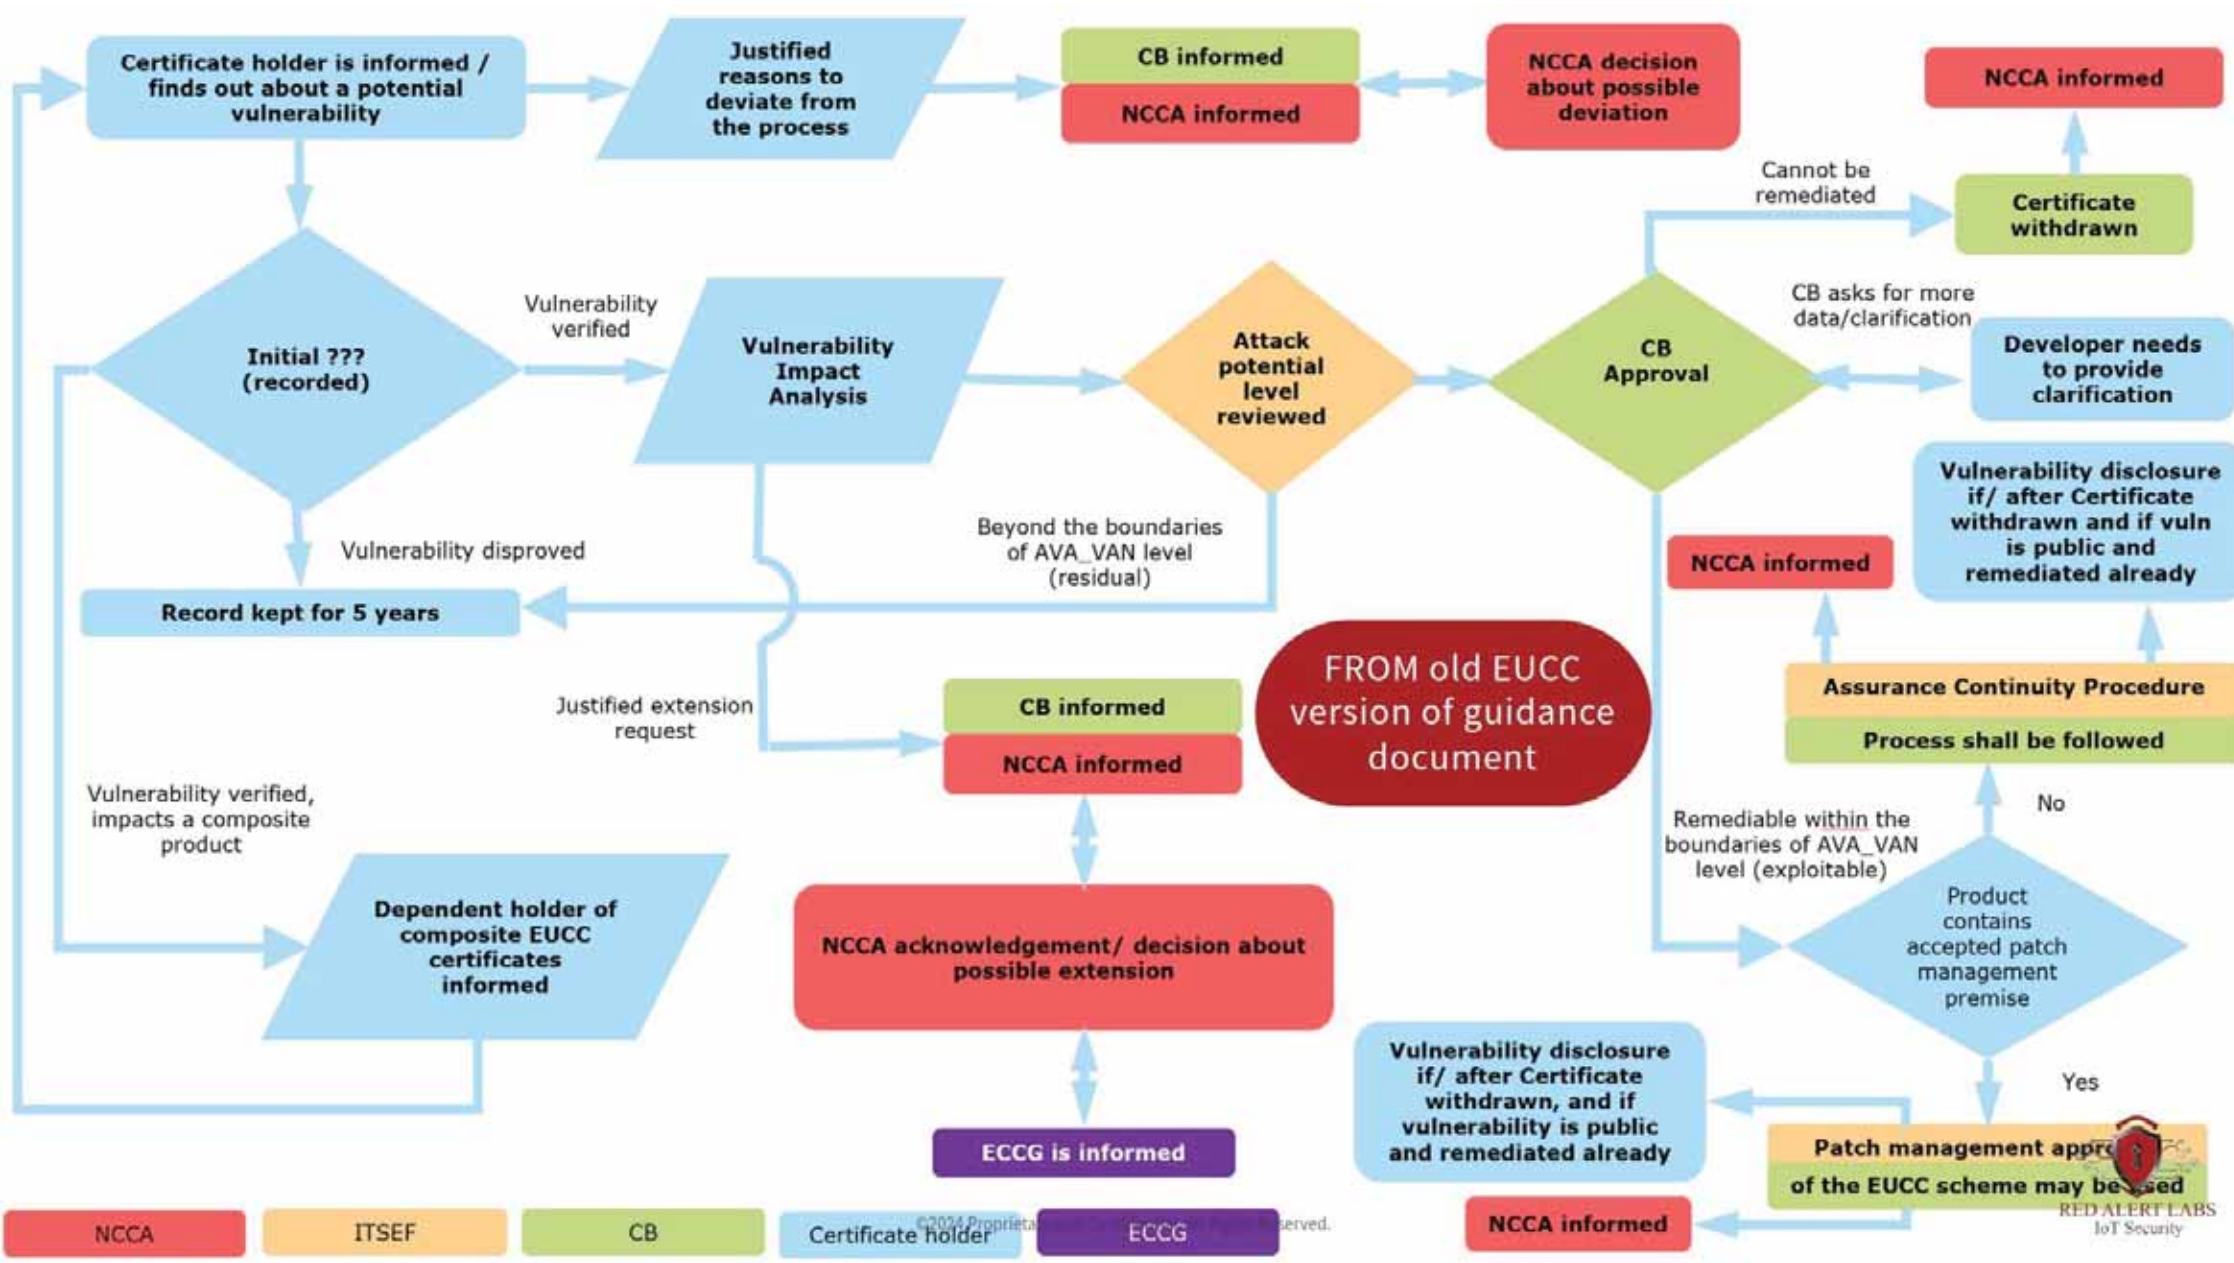 Certificate holder is informed /
finds out about a potential
vulnerability
Justified
reasons to
deviate from
the process
CB informed
NCCA informed
NCCA decision
about possible
deviation
NCCA informed
Cannot be
remediated
Certificate
withdrawn
Initial ???
(recorded)
Vulnerability
verified
Vulnerability
Impact
Analysis
Attack
potential
level
reviewed
CB
Approval
CB asks for more
data/clarification
Developer needs
to provide
clarification
Vulnerability disclosure
if/ after Certificate
withdrawn and if vuln
is public and
remediated already
NCCA informed
Vulnerability disproved
Beyond the boundaries
of AVA_VAN level
(residual)
Record kept for 5 years
FROM old EUCC
version of guidance
document
Assurance Continuity Procedure
Process shall be followed
Justified extension
request
CB informed
NCCA informed
No
Remediable within the
boundaries of AVA_VAN
level (exploitable)
Vulnerability verified,
impacts a composite
product
Dependent holder of
composite EUCC
certificates
informed
NCCA acknowledgement/ decision about
possible extension
Product
contains
accepted patch
management
premise
Yes
Vulnerability disclosure
if/ after Certificate
withdrawn, and if
vulnerability is public
and remediated already
ECCG is informed
Patch management
of the EUCC scheme may be
NCCA informed
RED ALERT LABS
IoT Security
NCCA
ITSEF
CB
Certificate holder
ECCG
©2024